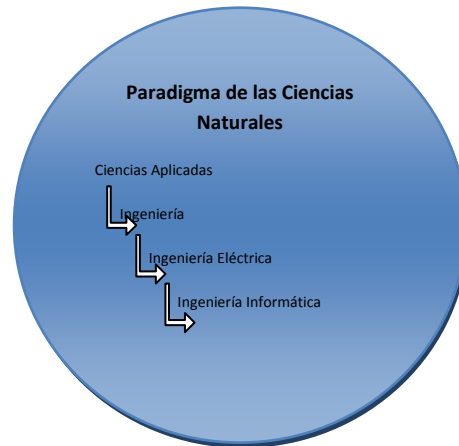 Paradigma de las Ciencias
Naturales
Ciencias Aplicadas
Ingeniería
Ingeniería Eléctrica
Ingeniería Informática